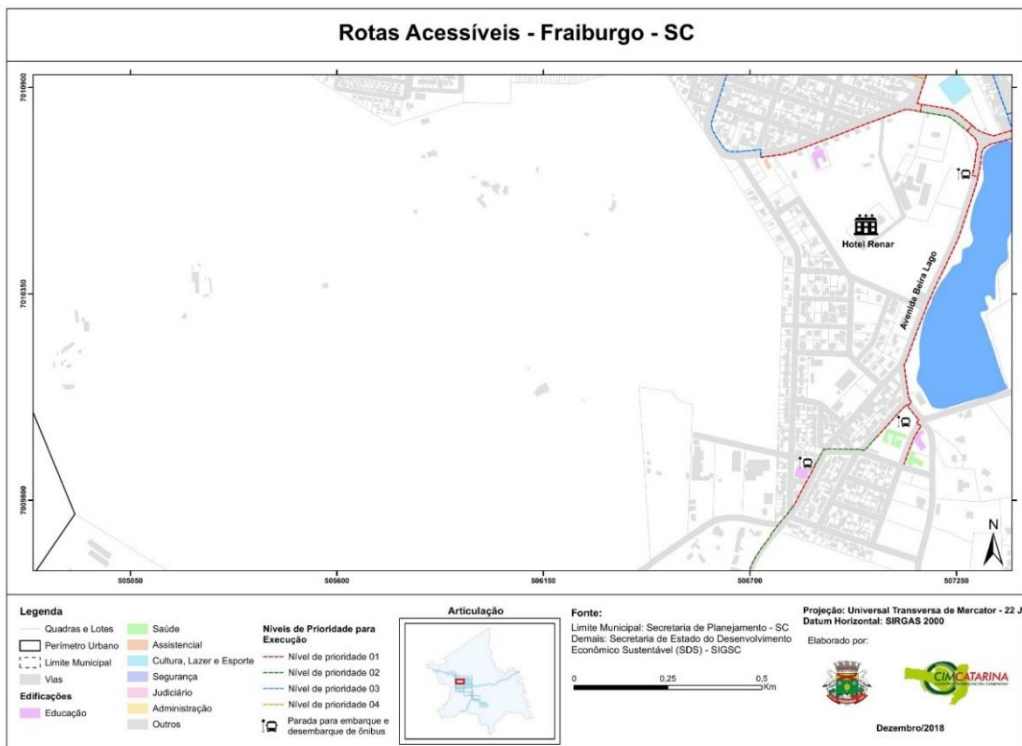 Rotas Acessíveis - Fraiburgo - SC
7010900
7010350
7009800
Hotel Renar
Avenida Beira Lago
N
505050
505600
506150
506700
507250
Legenda
Quadras e Lotes
Perímetro Urbano
Limite Municipal
Vias
Edificações
Educação
Saúde
Assistencial
Cultura, Lazer e Esporte
Segurança
Judiciário
Administração
Outros
Níveis de Prioridade para
Execução
Nível de prioridade 01
Nível de prioridade 02
Nível de prioridade 03
Nível de prioridade 04
Parada para embarque e
desembarque de ônibus
Articulação
Fonte:
Limite Municipal: Secretaria de Planejamento - SC
Demais: Secretaria de Estado do Desenvolvimento
Econômico Sustentável (SDS) - SIGSC
0
0,25
0,5
Km
Projeção: Universal Transversa de Mercator - 22 J
Datum Horizontal: SIRGAS 2000
Elaborado por:
CIMCATARINA
Dezembro/2018